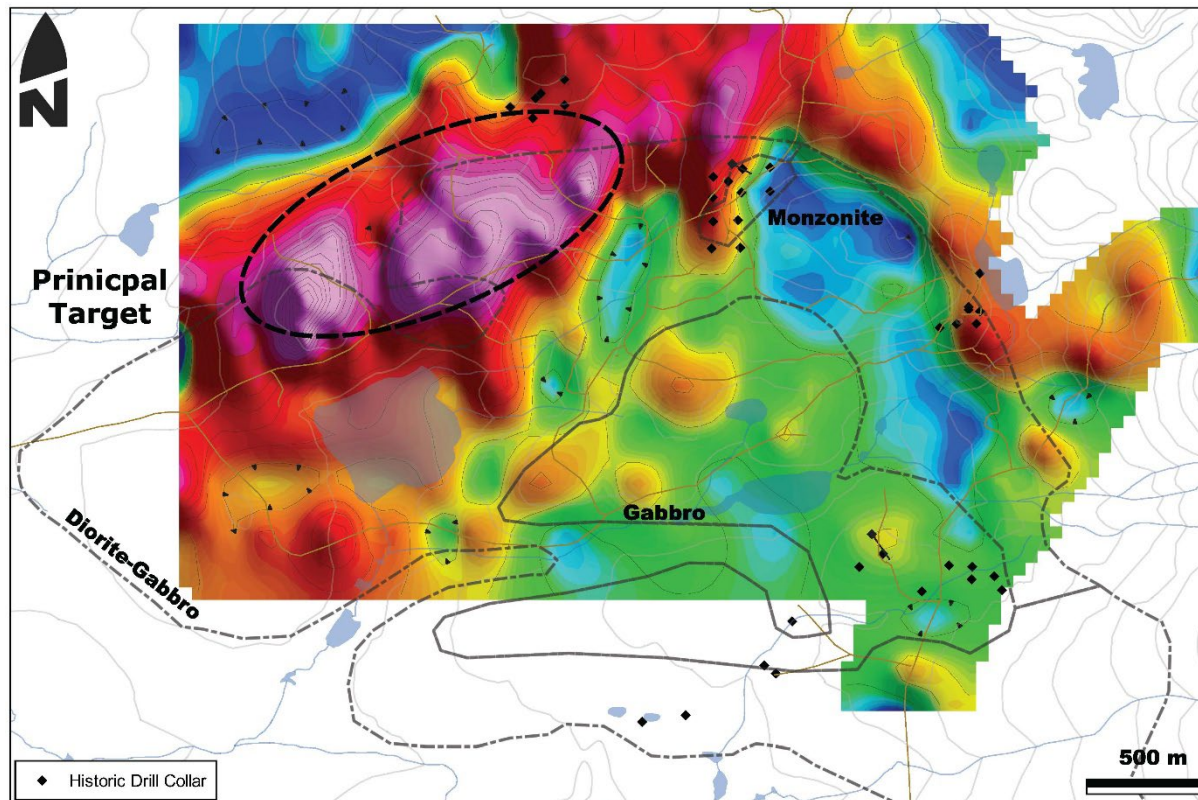 N
Prinicpal
Target
Monzonite
Gabbro
Diorite-Gabbro
500 m
Historic Drill Collar